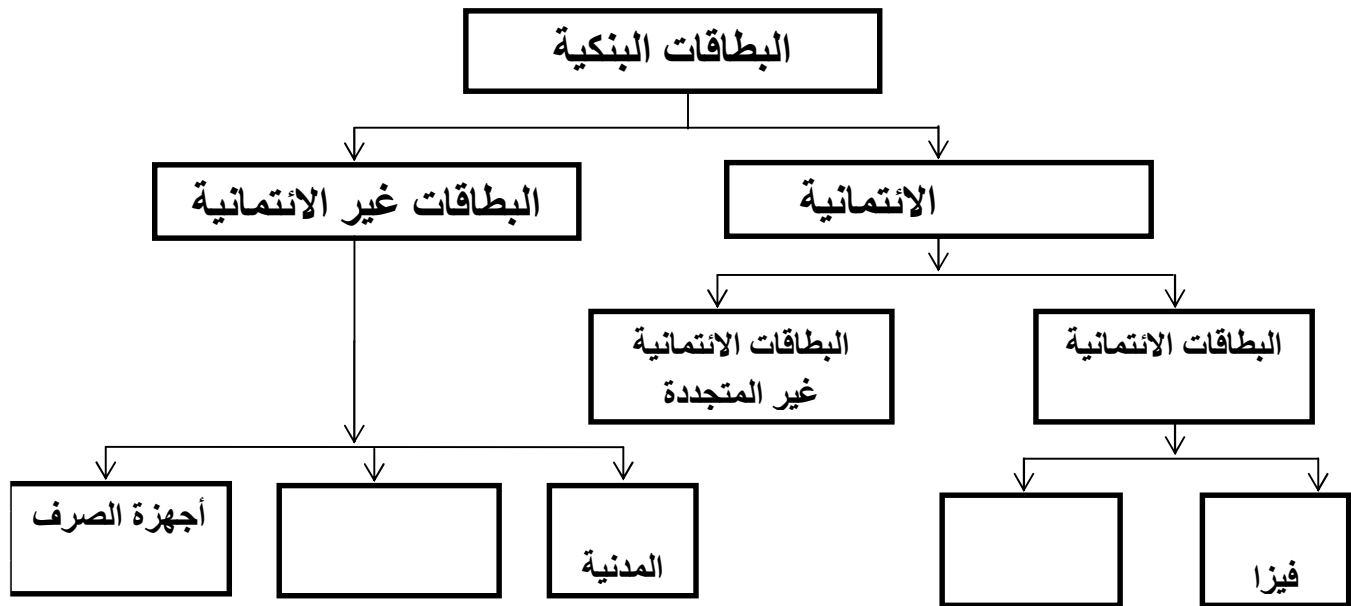 البطاقات البنكية
الائتمانية
البطاقات غير الائتمانية
البطاقات الائتمانية
البطاقات الائتمانية
غير المتجددة
فيزا
المدنية
أجهزة الصرف